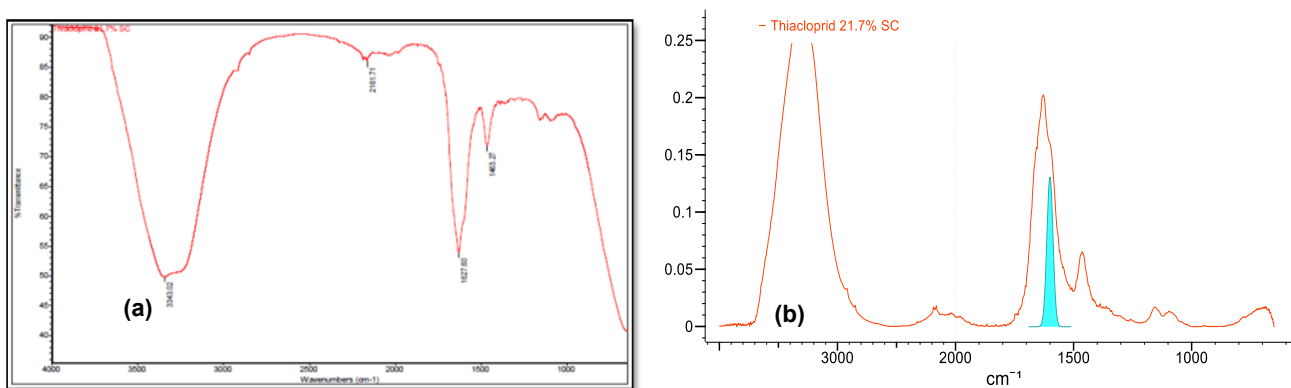 Thiacloprid 21.7% SC
90
85
80
75
70
65
60
55
50
45
40
%Transmittance
3343.02
2161.71
1627.60
1463.27
(a)
4000 3500 3000 2500 2000 1500 1000
Wavenumbers (cm-1)
– Thiacloprid 21.7% SC
0.25
0.2
0.15
0.1
0.05
0
(b)
3000 2000 1500 1000
cm⁻¹